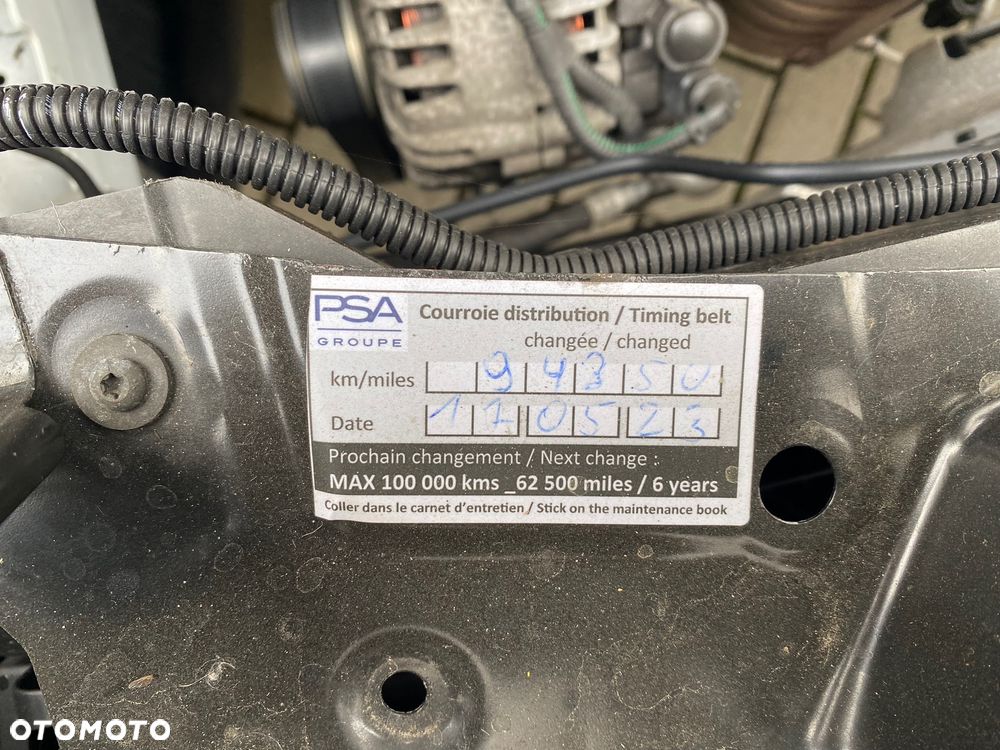 PSA
GROUPE
Courroie distribution / Timing belt
changée / changed
km/miles 94350
Date 170523
Prochain changement / Next change :
MAX 100 000 kms _62 500 miles / 6 years
Coller dans le carnet d'entretien / Stick on the maintenance book
OTOMOTO